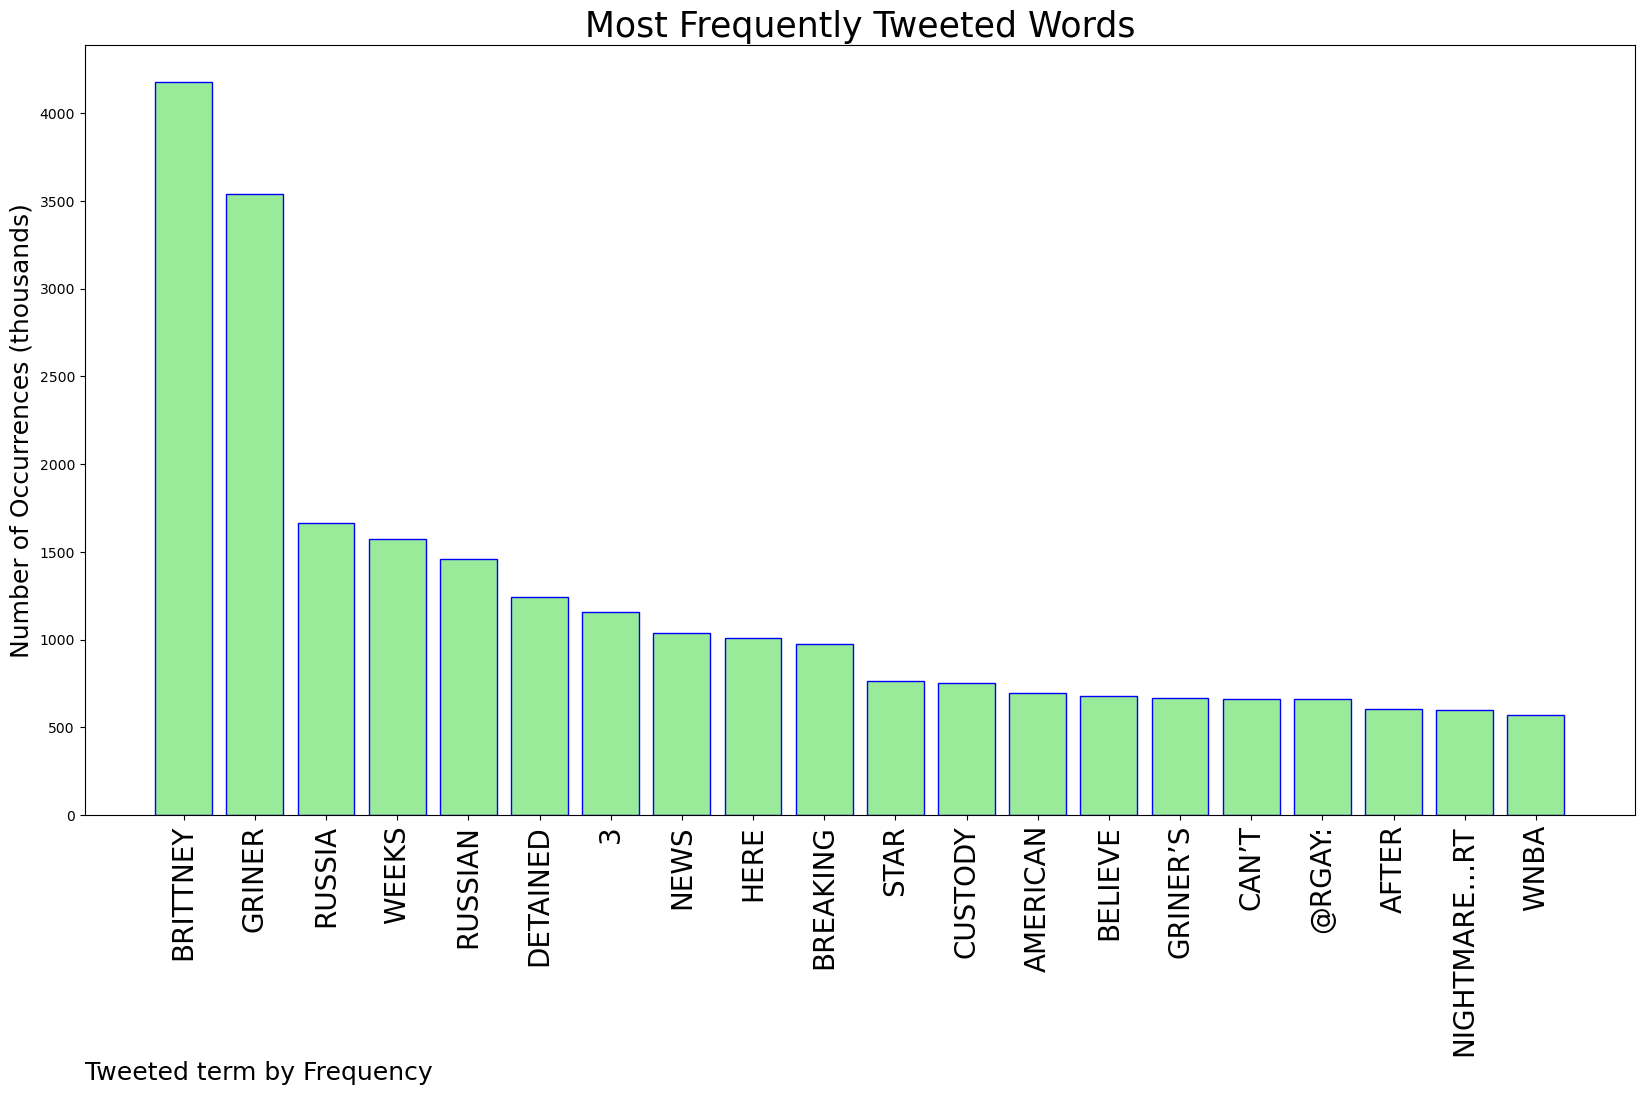 Most Frequently Tweeted Words
Number of Occurrences (thousands)
4000
3500
3000
2500
2000
1500
1000
500
0
BRITTNEY
GRINER
RUSSIA
WEEKS
RUSSIAN
DETAINED
3
NEWS
HERE
BREAKING
STAR
CUSTODY
AMERICAN
BELIEVE
GRINER’S
CAN’T
@RGAY:
AFTER
NIGHTMARE…RT
WNBA
Tweeted term by Frequency